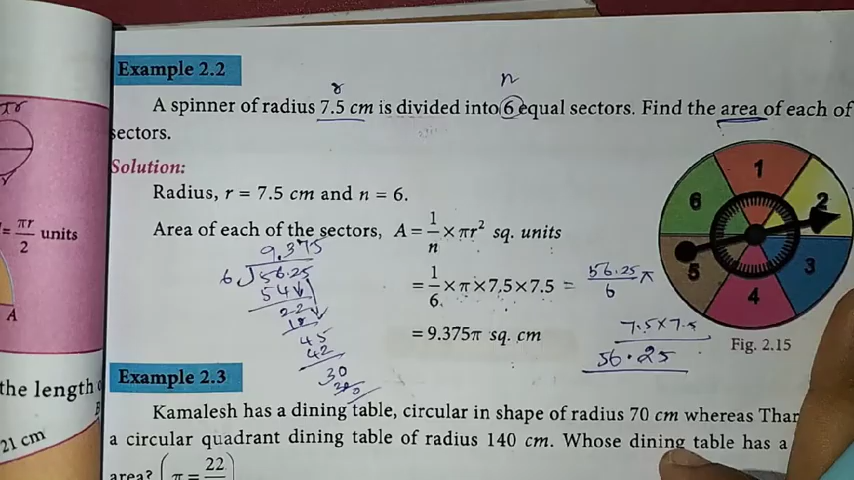 πr
= πr/2 units
A
the length
21 cm
Example 2.2
r n
A spinner of radius 7.5 cm is divided into 6 equal sectors. Find the area of each of
sectors.
Solution:
Radius, r = 7.5 cm and n = 6.
Area of each of the sectors, A = 1/n × πr² sq. units
= 1/6 × π × 7.5 × 7.5 = 56.25/6 π
= 9.375π sq. cm
9.375
6 56.25
54
2 2
18
45
42
30
7.5×7.5
56.25
1
2
3
4
5
6
Fig. 2.15
Example 2.3
Kamalesh has a dining table, circular in shape of radius 70 cm whereas
a circular quadrant dining table of radius 140 cm. Whose dining table has a
area? (π = 22